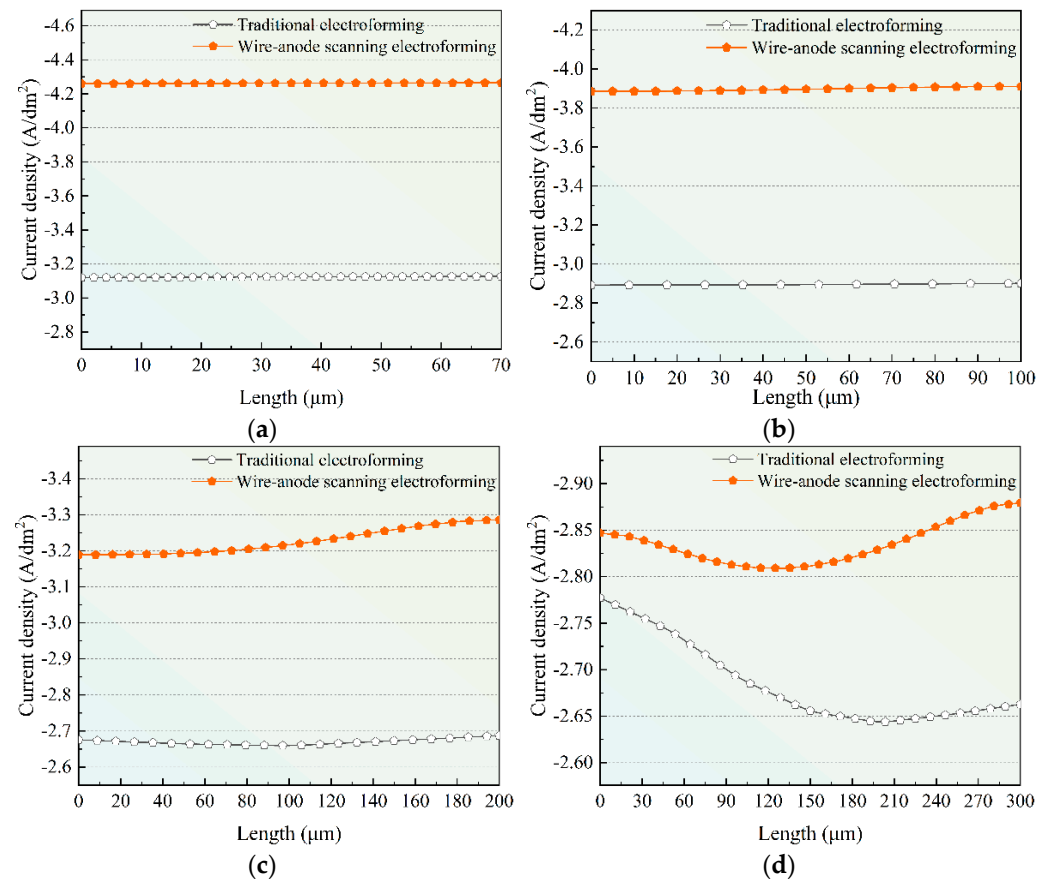 Traditional electroforming
Wire-anode scanning electroforming
Current density (A/dm²)
-4.6
-4.4
-4.2
-4.0
-3.8
-3.6
-3.4
-3.2
-3.0
-2.8
0 10 20 30 40 50 60 70
Length (μm)
(a)
Traditional electroforming
Wire-anode scanning electroforming
Current density (A/dm²)
-4.2
-4.0
-3.8
-3.6
-3.4
-3.2
-3.0
-2.8
-2.6
0 10 20 30 40 50 60 70 80 90 100
Length (μm)
(b)
Traditional electroforming
Wire-anode scanning electroforming
Current density (A/dm²)
-3.4
-3.3
-3.2
-3.1
-3.0
-2.9
-2.8
-2.7
-2.6
0 20 40 60 80 100 120 140 160 180 200
Length (μm)
(c)
Traditional electroforming
Wire-anode scanning electroforming
Current density (A/dm²)
-2.90
-2.85
-2.80
-2.75
-2.70
-2.65
-2.60
0 30 60 90 120 150 180 210 240 270 300
Length (μm)
(d)